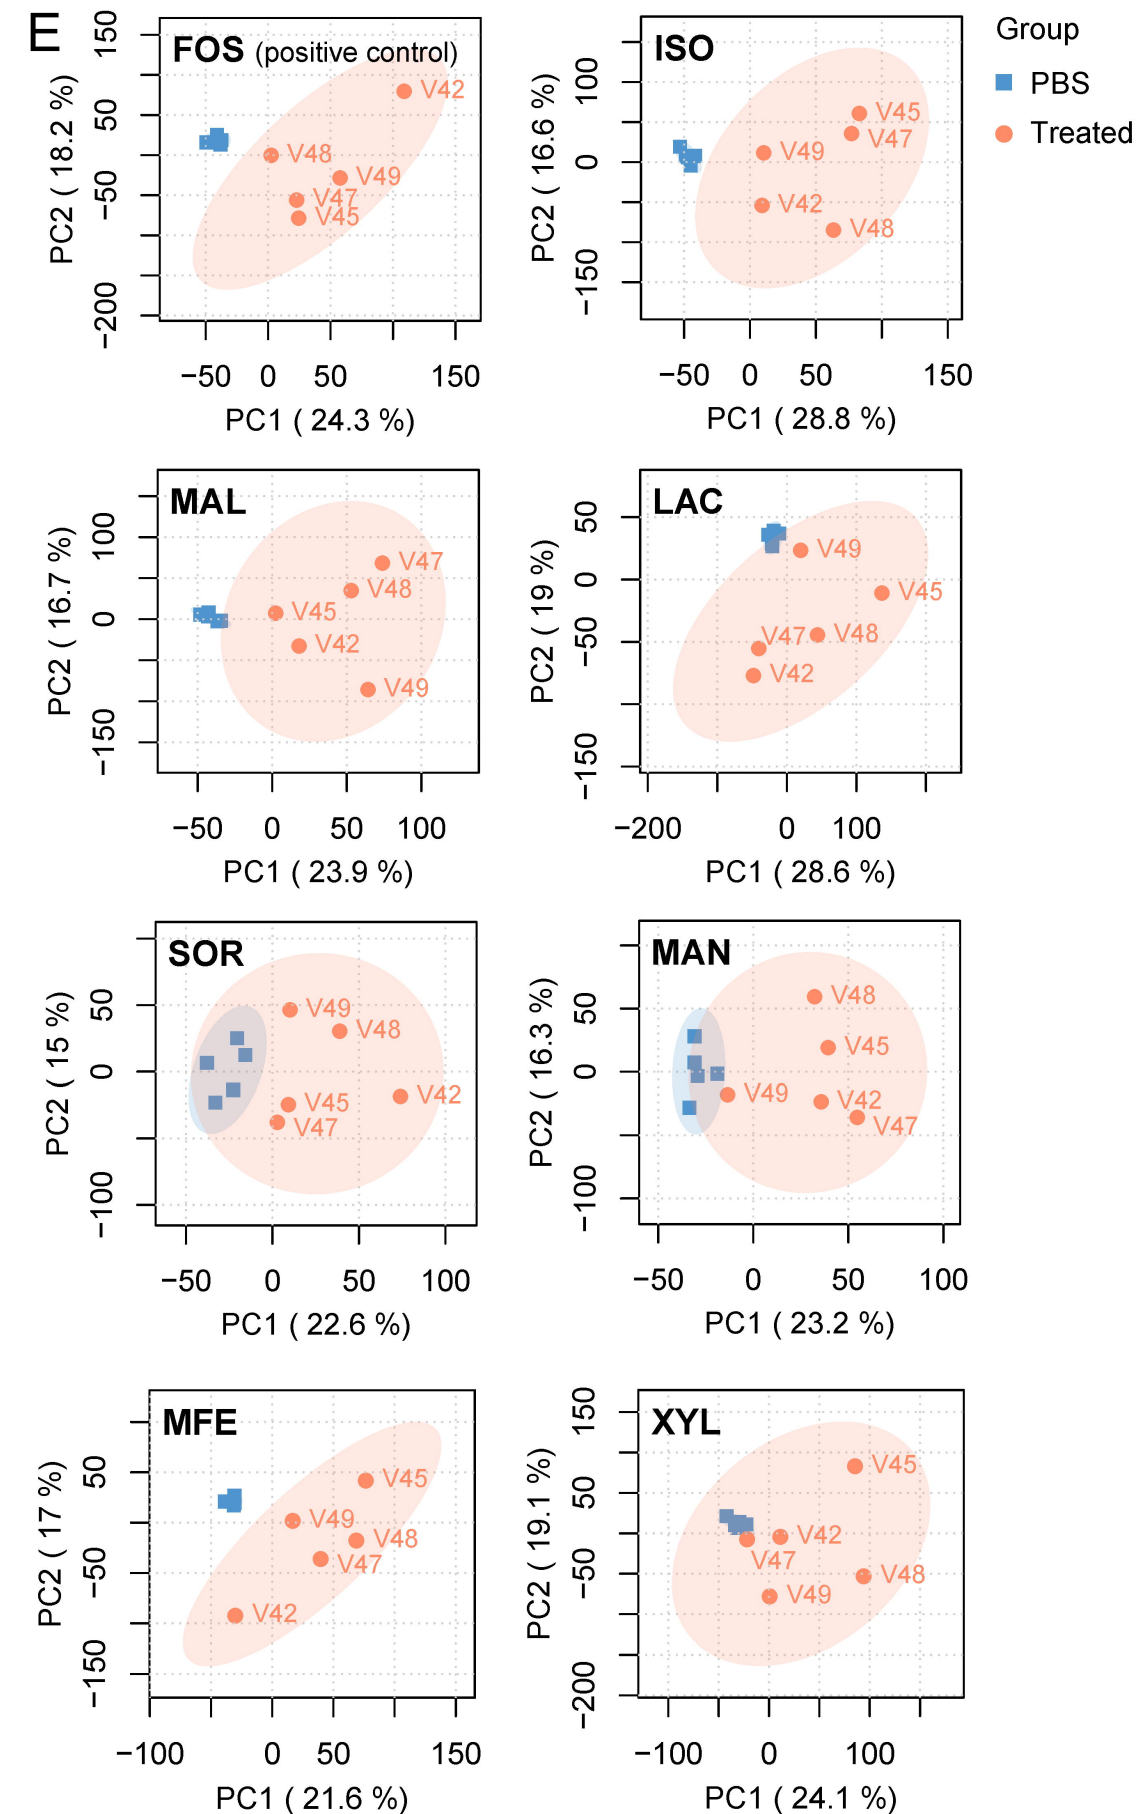 E
FOS (positive control)
PC2 ( 18.2 %)
150
50
−50
−200
V42
V48
V49
V47
V45
−50 0 50 150
PC1 ( 24.3 %)
ISO
PC2 ( 16.6 %)
100
0
−150
V45
V47
V49
V42
V48
−50 0 50 150
PC1 ( 28.8 %)
Group
PBS
Treated
MAL
PC2 ( 16.7 %)
100
0
−150
V47
V48
V45
V42
V49
−50 0 50 100
PC1 ( 23.9 %)
LAC
PC2 ( 19 %)
50
0
−50
−150
V49
V45
V47
V48
V42
−200 0 100
PC1 ( 28.6 %)
SOR
PC2 ( 15 %)
50
0
−100
V49
V48
V42
V45
V47
−50 0 50 100
PC1 ( 22.6 %)
MAN
PC2 ( 16.3 %)
50
0
−100
V48
V45
V49
V42
V47
−50 0 50 100
PC1 ( 23.2 %)
MFE
PC2 ( 17 %)
50
−50
−150
V45
V49
V48
V47
V42
−100 0 50 150
PC1 ( 21.6 %)
XYL
PC2 ( 19.1 %)
150
50
−50
−200
V45
V42
V47
V48
V49
−100 0 100
PC1 ( 24.1 %)